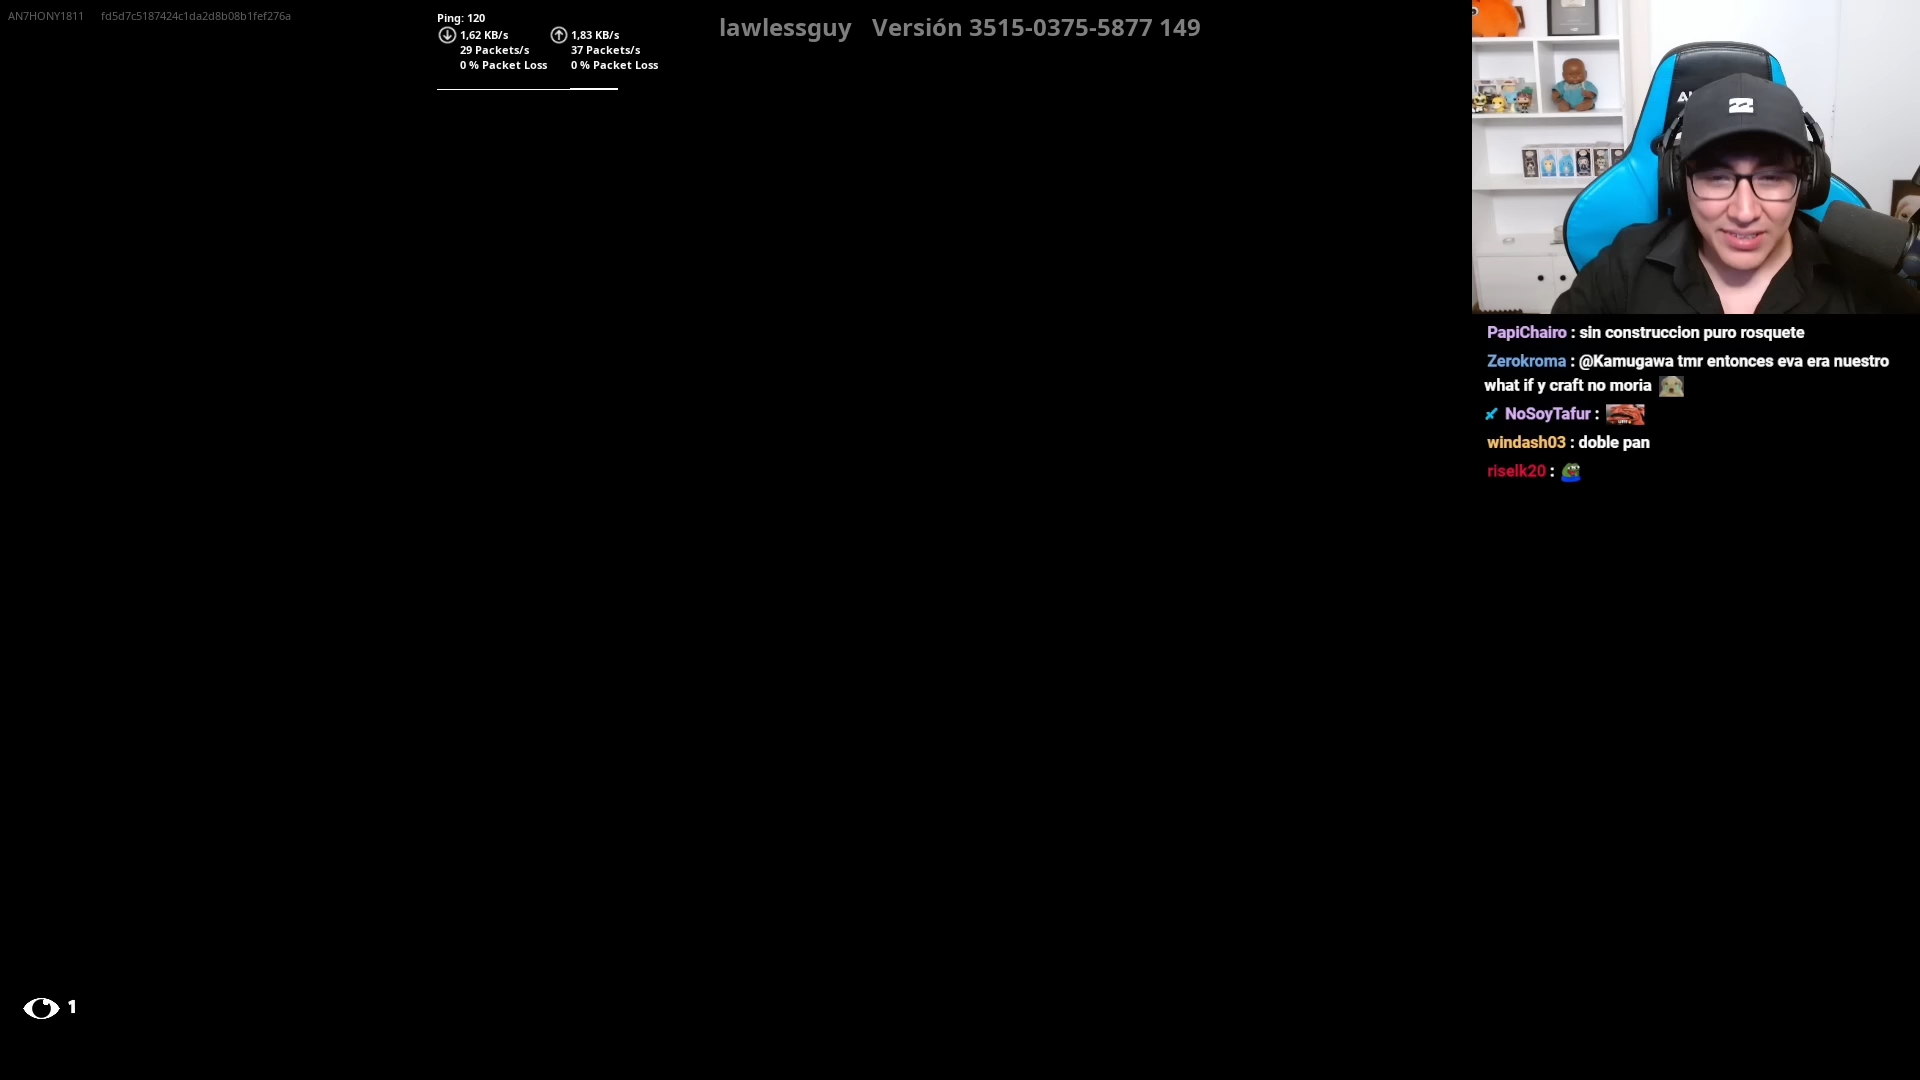 AN7HONY1811 fd5d7c5187424c1da2d8b08b1fef276a
Ping: 120
1,62 KB/s 1,83 KB/s
29 Packets/s 37 Packets/s
0 % Packet Loss 0 % Packet Loss
lawlessguy Versión 3515-0375-5877 149
PapiChairo : sin construccion puro rosquete
Zerokroma : @Kamugawa tmr entonces eva era nuestro
what if y craft no moria
NoSoyTafur :
windash03 : doble pan
riselk20 :
1